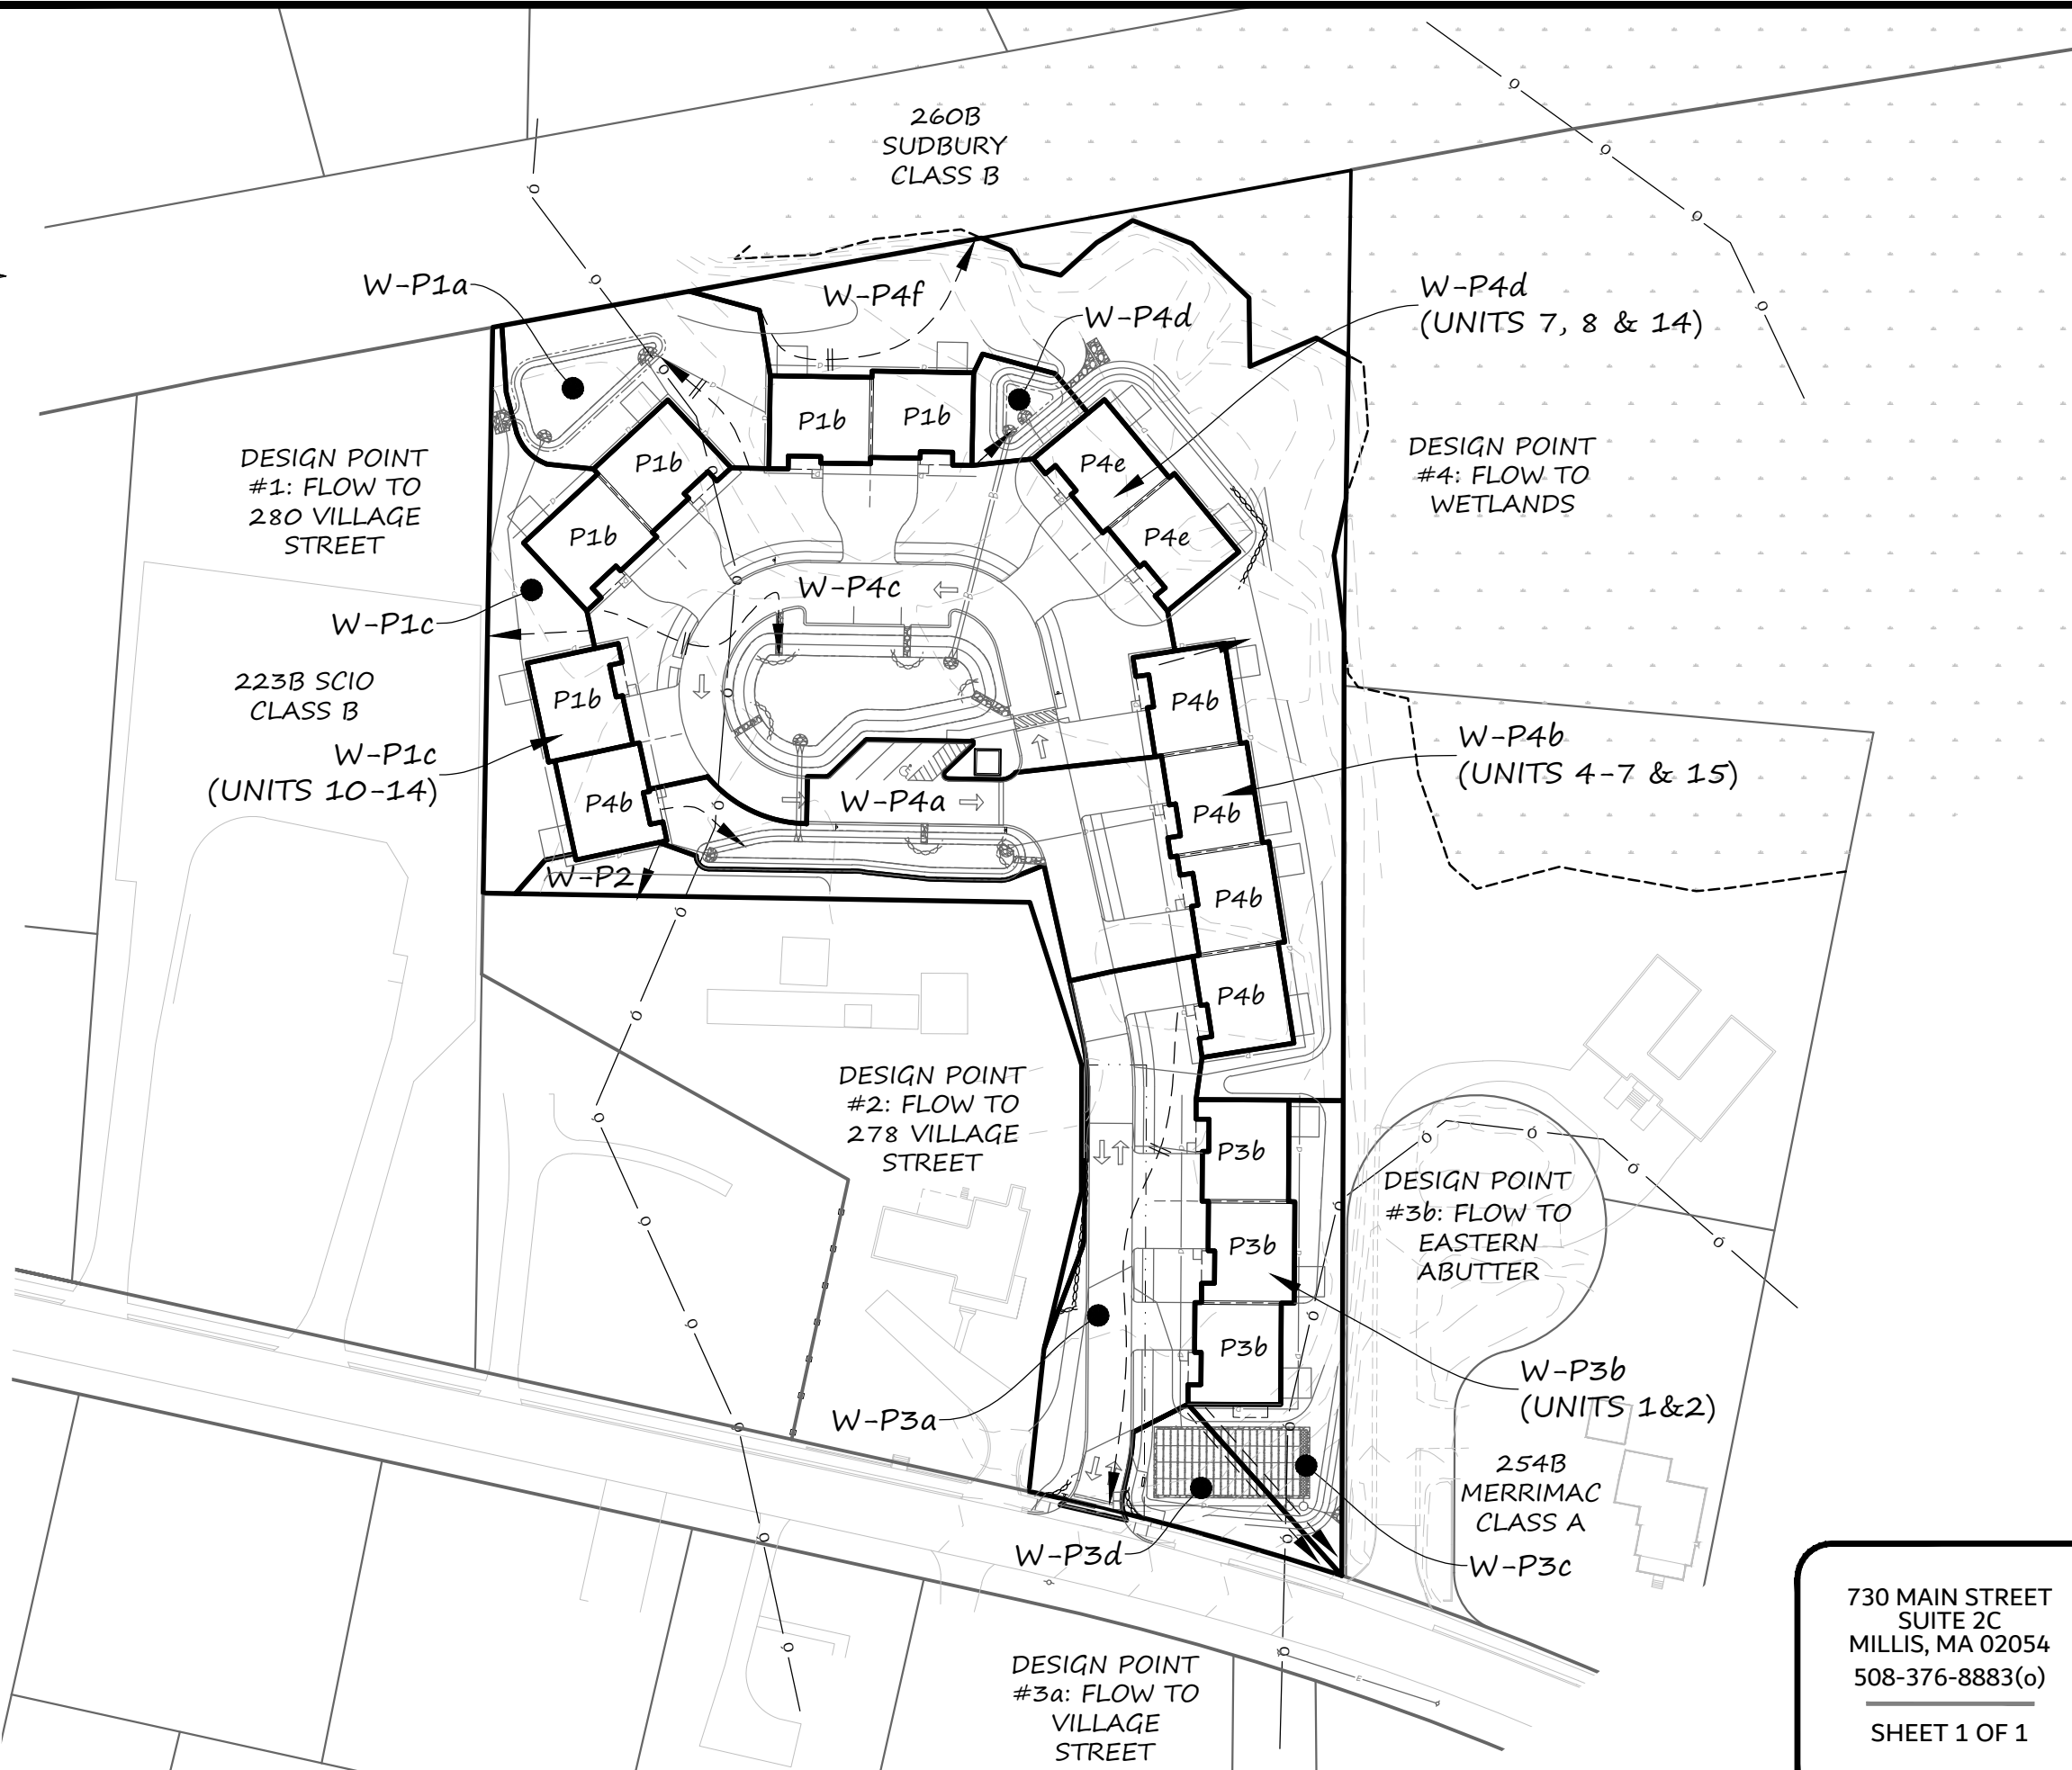 260B
SUDBURY
CLASS B
W-P1a
W-P4f
W-P4d
W-P4d
(UNITS 7, 8 & 14)
P1b
P1b
P1b
P1b
P4e
P4e
DESIGN POINT
#1: FLOW TO
280 VILLAGE
STREET
DESIGN POINT
#4: FLOW TO
WETLANDS
W-P1c
W-P4c
223B SCIO
CLASS B
P1b
P4b
W-P1c
(UNITS 10-14)
P4b
W-P4a
P4b
W-P4b
(UNITS 4-7 & 15)
W-P2
P4b
P4b
DESIGN POINT
#2: FLOW TO
278 VILLAGE
STREET
P3b
P3b
P3b
DESIGN POINT
#3b: FLOW TO
EASTERN
ABUTTER
W-P3a
W-P3b
(UNITS 1&2)
254B
MERRIMAC
CLASS A
W-P3d
W-P3c
DESIGN POINT
#3a: FLOW TO
VILLAGE
STREET
730 MAIN STREET
SUITE 2C
MILLIS, MA 02054
508-376-8883(o)
SHEET 1 OF 1